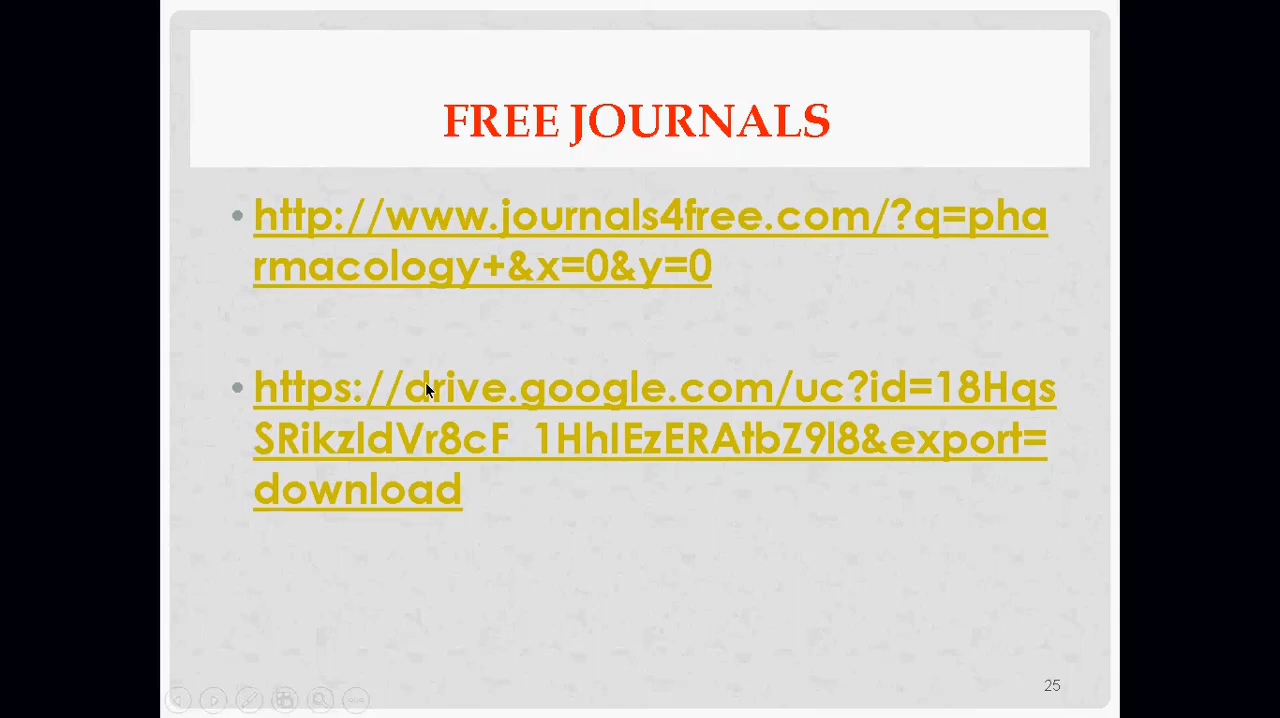 FREE JOURNALS
• http://www.journals4free.com/?q=pha
rmacology+&x=0&y=0
• https://drive.google.com/uc?id=18Hqs
SRikzldVr8cF_1HhIEzERAtbZ9l8&export=
download
25